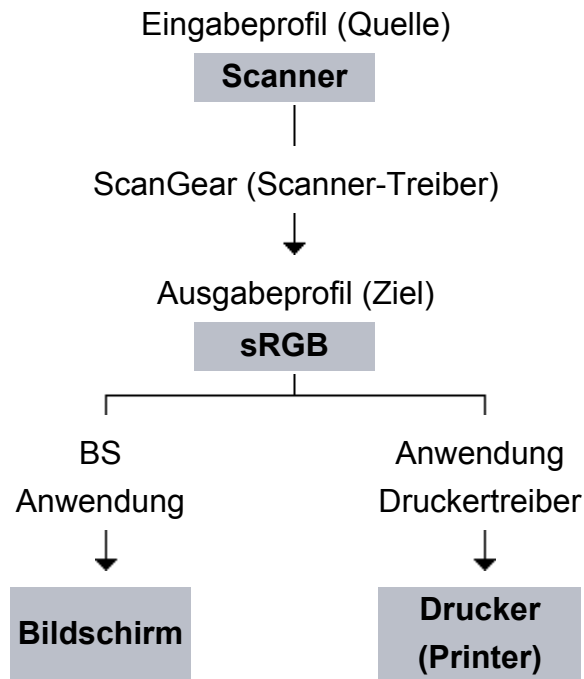 Eingabeprofil (Quelle)
Scanner
ScanGear (Scanner-Treiber)
Ausgabeprofil (Ziel)
sRGB
BS
Anwendung
Bildschirm
Anwendung
Druckertreiber
Drucker
(Printer)